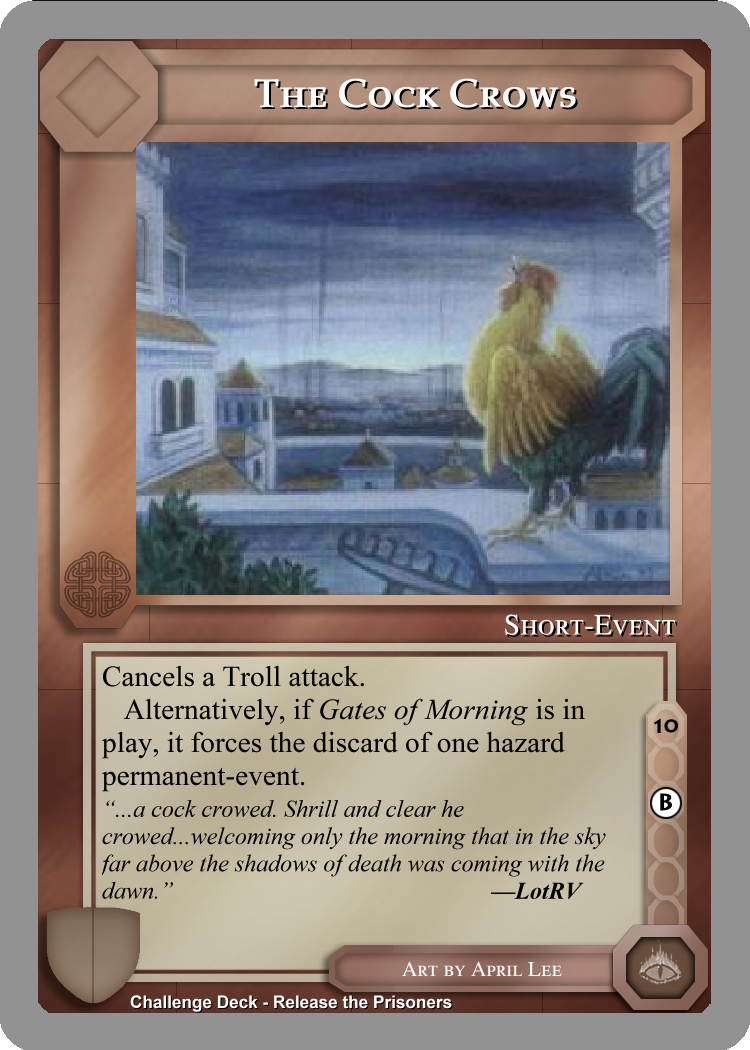 The Cock Crows
Short-Event
Cancels a Troll attack.
Alternatively, if Gates of Morning is in
play, it forces the discard of one hazard
permanent-event.
10
B
“...a cock crowed. Shrill and clear he
crowed...welcoming only the morning that in the sky
far above the shadows of death was coming with the
dawn.” —LotRV
Art by April Lee
Challenge Deck - Release the Prisoners